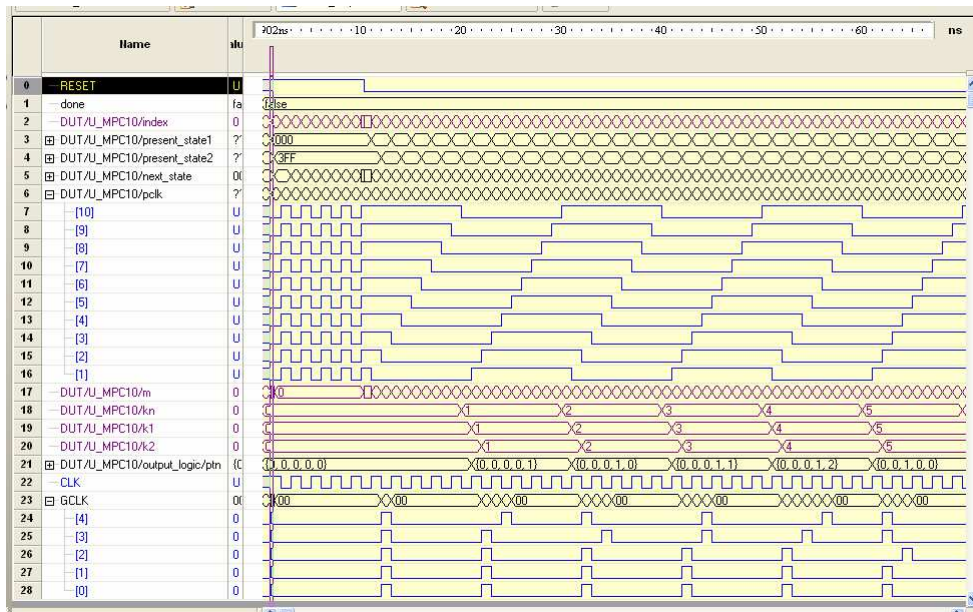 Name alu 202ns 10 20 30 40 50 60 ns
0 RESET U
1 done fa false
2 DUT/U_MPC10/index 0
3 DUT/U_MPC10/present_state1 ?' 000
4 DUT/U_MPC10/present_state2 ?' 3FF
5 DUT/U_MPC10/next_state 00
6 DUT/U_MPC10/pclk ?'
7 [10] U
8 [9] U
9 [8] U
10 [7] U
11 [6] U
12 [5] U
13 [4] U
14 [3] U
15 [2] U
16 [1] U
17 DUT/U_MPC10/m 0 0
18 DUT/U_MPC10/kn 0 1 2 3 4 5
19 DUT/U_MPC10/k1 0 1 2 3 4 5
20 DUT/U_MPC10/k2 0 1 2 3 4 5
21 DUT/U_MPC10/output_logic/ptn {( 0, 0, 0, 0, 0} {0, 0, 0, 0, 1} {0, 0, 0, 1, 0} {0, 0, 0, 1, 1} {0, 0, 0, 1, 2} {0, 0, 1, 0, 0}
22 CLK U
23 GCLK 00 00 00 00 00 00 00 00
24 [4] 0
25 [3] 0
26 [2] 0
27 [1] 0
28 [0] 0